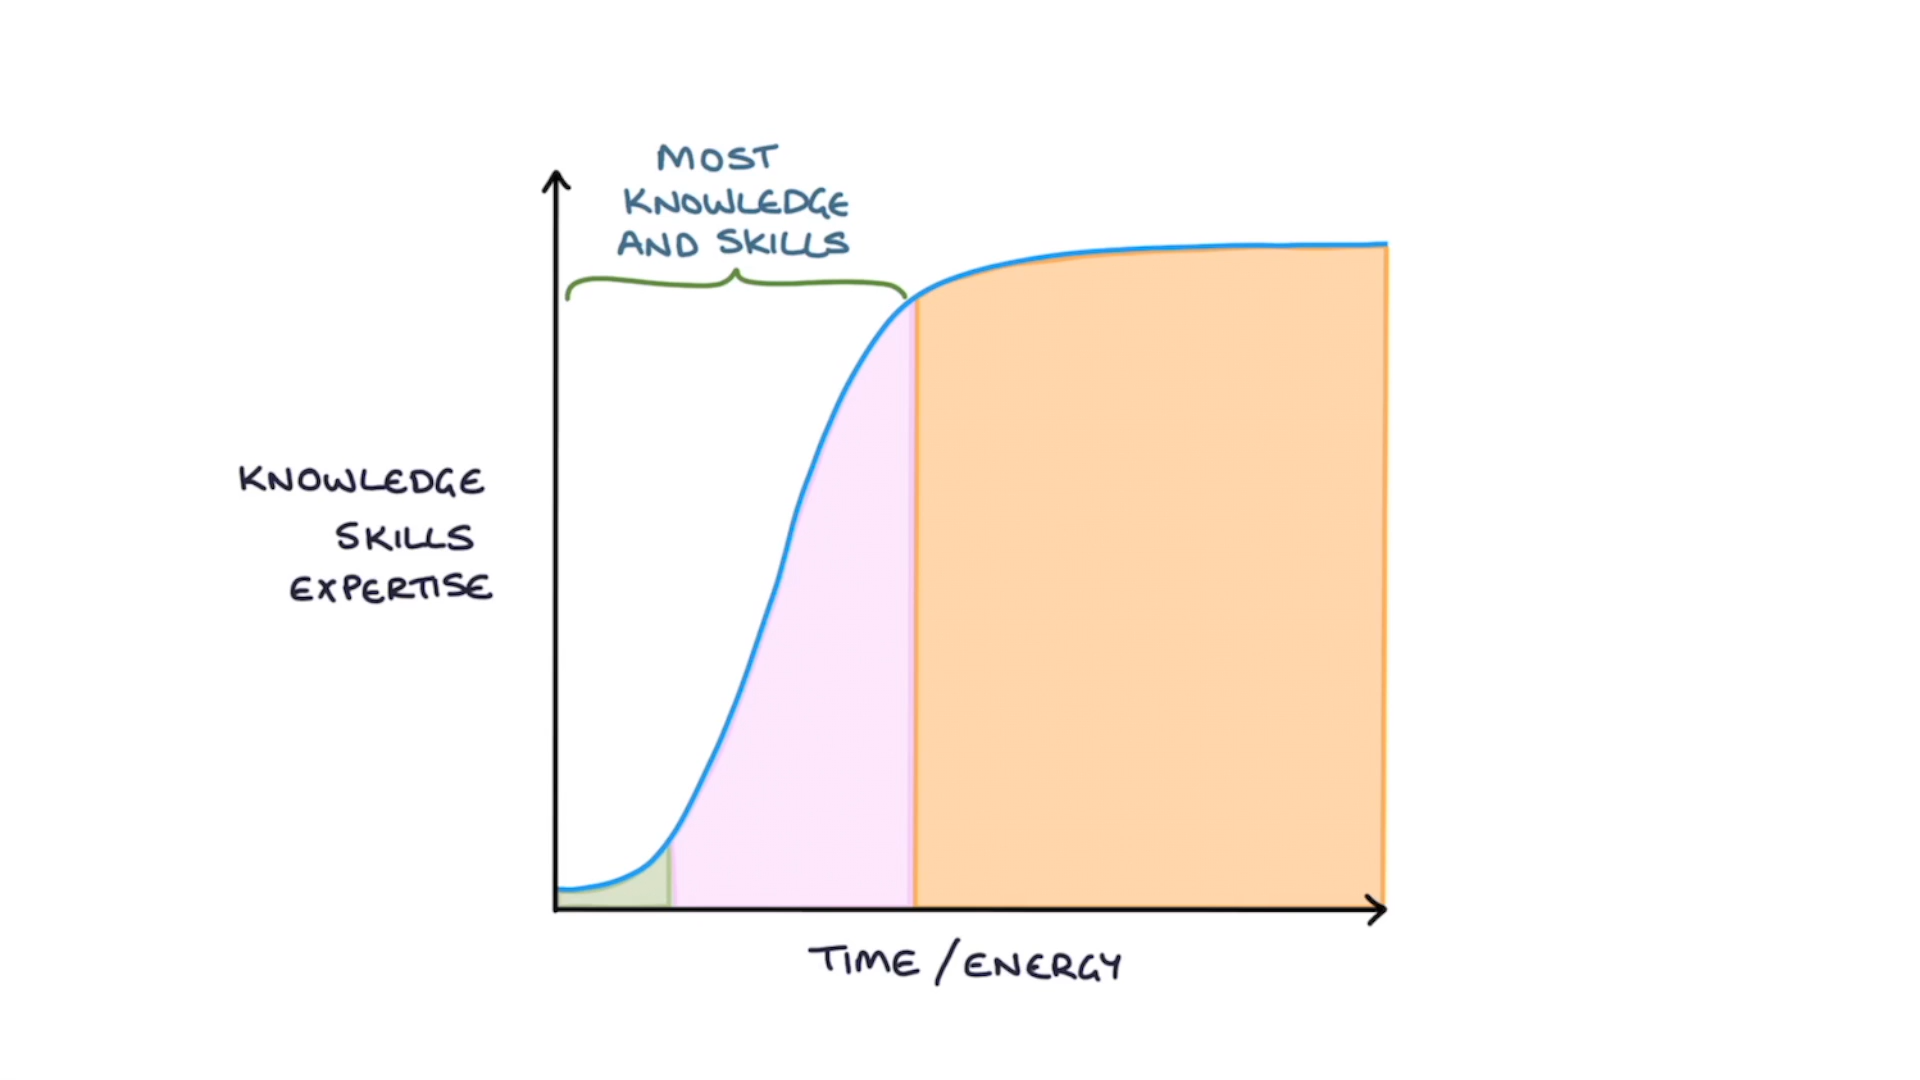 MOST
KNOWLEDGE
AND SKILLS
KNOWLEDGE
SKILLS
EXPERTISE
TIME/ENERGY